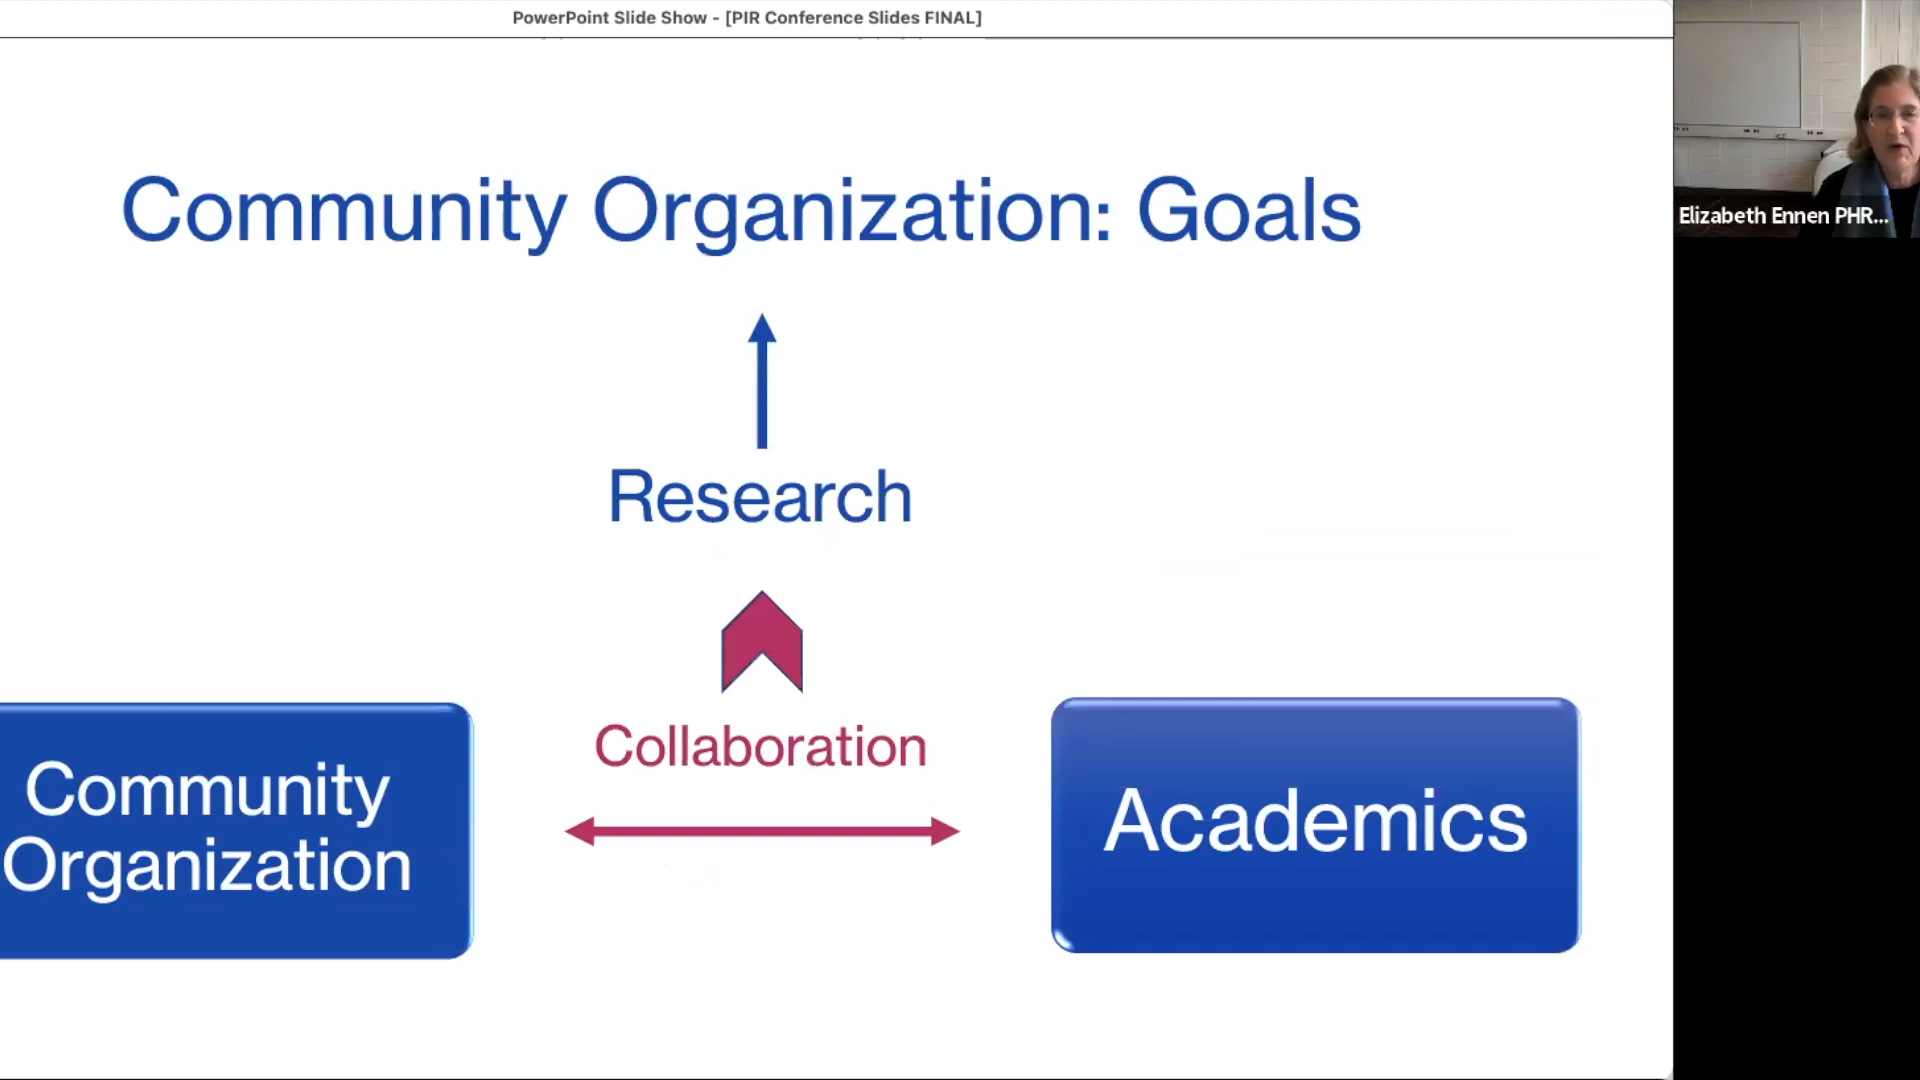 PowerPoint Slide Show - [PIR Conference Slides FINAL]
Community Organization: Goals
Research
Collaboration
Community
Organization
Academics
Elizabeth Ennen PHR...